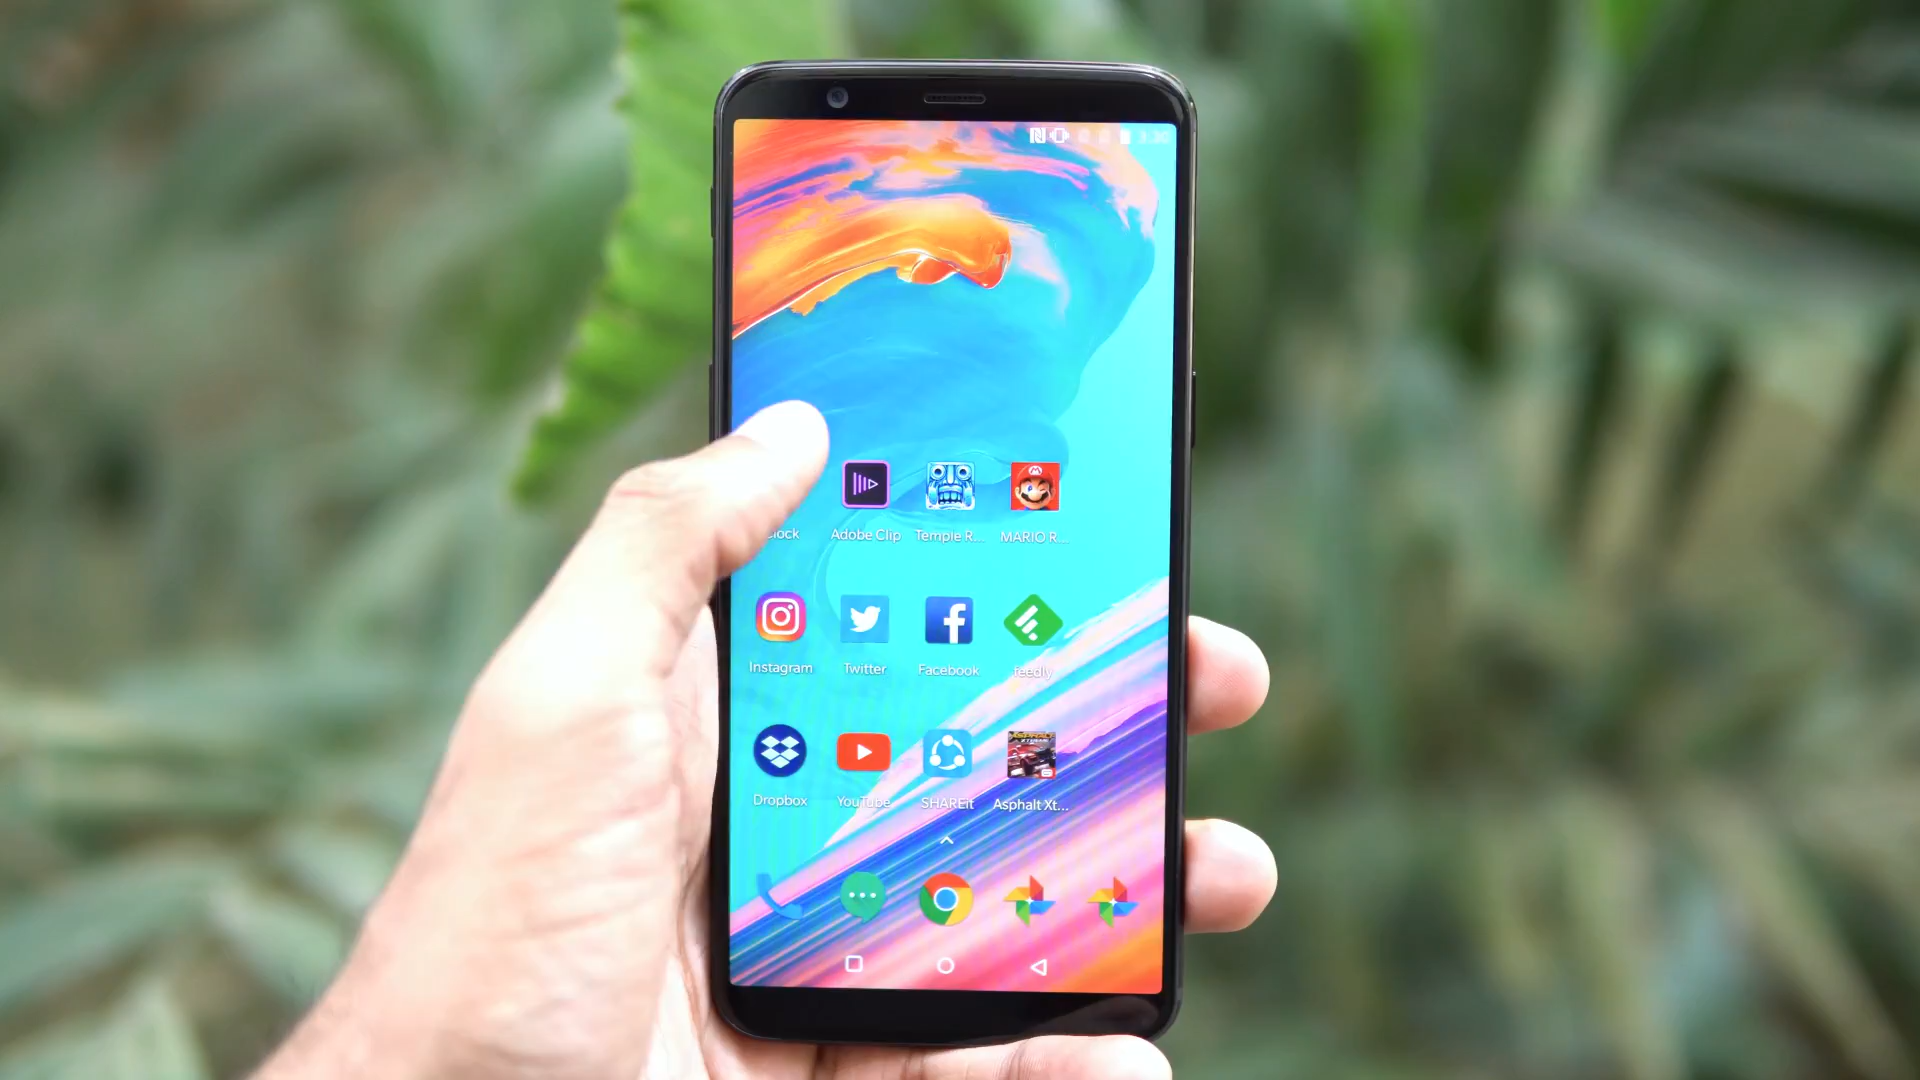 lock
Adobe Clip
Temple R...
MARIO R...
Instagram
Twitter
Facebook
feedly
Dropbox
YouTube
SHAREit
Asphalt Xt...